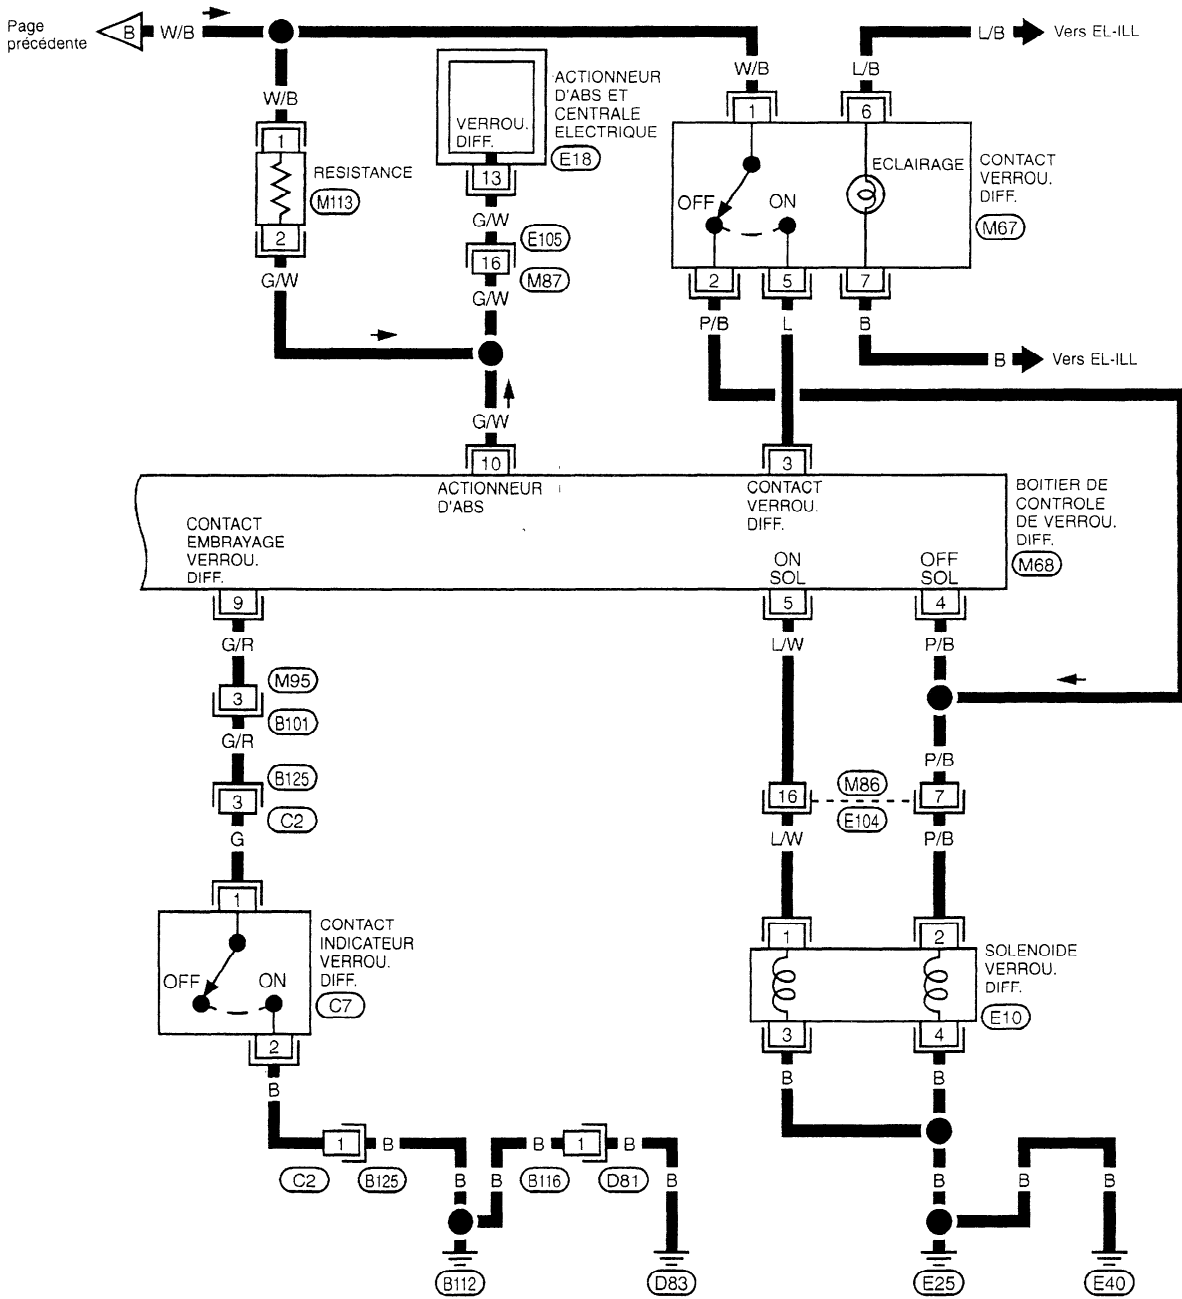 Page
précédente
B
W/B
L/B
Vers EL-ILL
W/B
L/B
W/B
ACTIONNEUR
D'ABS ET
CENTRALE
ELECTRIQUE
E18
VERROU.
DIFF.
13
1
6
1
RESISTANCE
M113
2
ECLAIRAGE
OFF
ON
CONTACT
VERROU.
DIFF.
M67
G/W
E105
16
M87
G/W
G/W
2
5
7
P/B
L
B
B
Vers EL-ILL
G/W
10
3
ACTIONNEUR
D'ABS
CONTACT
VERROU.
DIFF.
BOITIER DE
CONTROLE
DE VERROU.
DIFF.
M68
CONTACT
EMBRAYAGE
VERROU.
DIFF.
ON
SOL
OFF
SOL
9
5
4
G/R
L/W
P/B
M95
3
B101
G/R
P/B
B125
3
C2
16
M86
7
E104
G
L/W
P/B
1
1
2
CONTACT
INDICATEUR
VERROU.
DIFF.
C7
OFF
ON
SOLENOIDE
VERROU.
DIFF.
E10
2
3
4
B
B
B
1
B
B
1
B
C2
B125
B
B
B116
D81
B
B
B
B
B112
D83
E25
E40